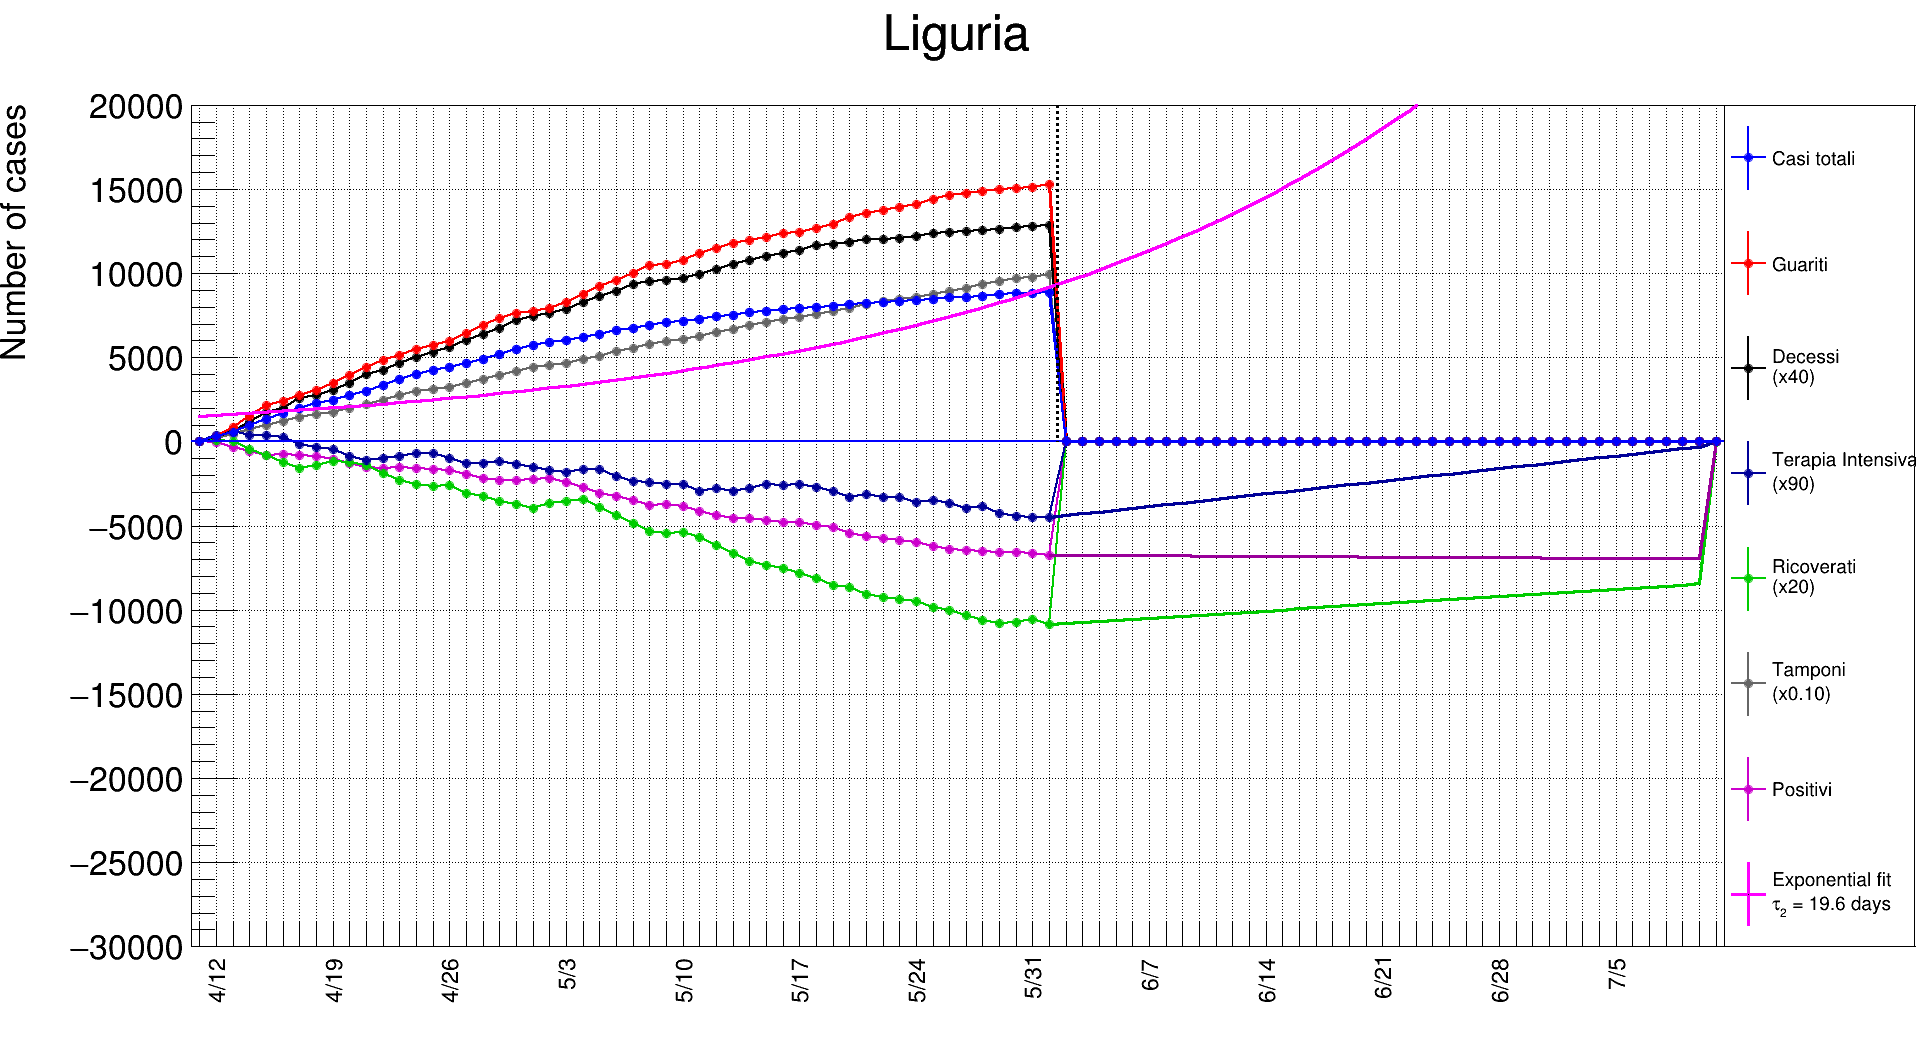 Liguria
Number of cases
20000
15000
10000
5000
0
−5000
−10000
−15000
−20000
−25000
−30000
4/12
4/19
4/26
5/3
5/10
5/17
5/24
5/31
6/7
6/14
6/21
6/28
7/5
Casi totali
Guariti
Decessi
(x40)
Terapia Intensiva
(x90)
Ricoverati
(x20)
Tamponi
(x0.10)
Positivi
Exponential fit
τ2 = 19.6 days